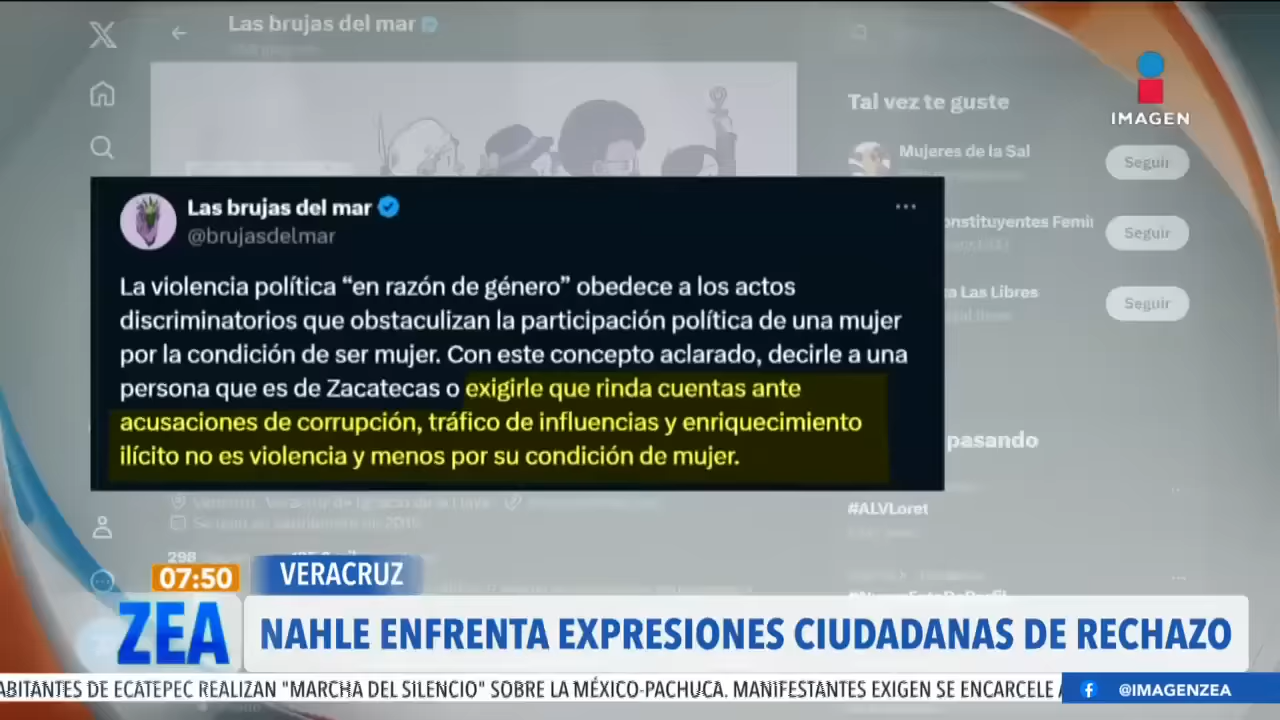 Las brujas del mar
Tal vez te guste
IMAGEN
Mujeres de la Sal
Seguir
Las brujas del mar
@brujasdelmar
onstituyentes Femin
Seguir
La violencia política “en razón de género” obedece a los actos
discriminatorios que obstaculizan la participación política de una mujer
por la condición de ser mujer. Con este concepto aclarado, decirle a una
persona que es de Zacatecas o exigirle que rinda cuentas ante
acusaciones de corrupción, tráfico de influencias y enriquecimiento
ilícito no es violencia y menos por su condición de mujer.
a Las Libres
Seguir
pasando
#ALVLoret
298
07:50
VERACRUZ
ZEA
NAHLE ENFRENTA EXPRESIONES CIUDADANAS DE RECHAZO
ABITANTES DE ECATEPEC REALIZAN "MARCHA DEL SILENCIO" SOBRE LA MÉXICO-PACHUCA. MANIFESTANTES EXIGEN SE ENCARCELE
@IMAGENZEA